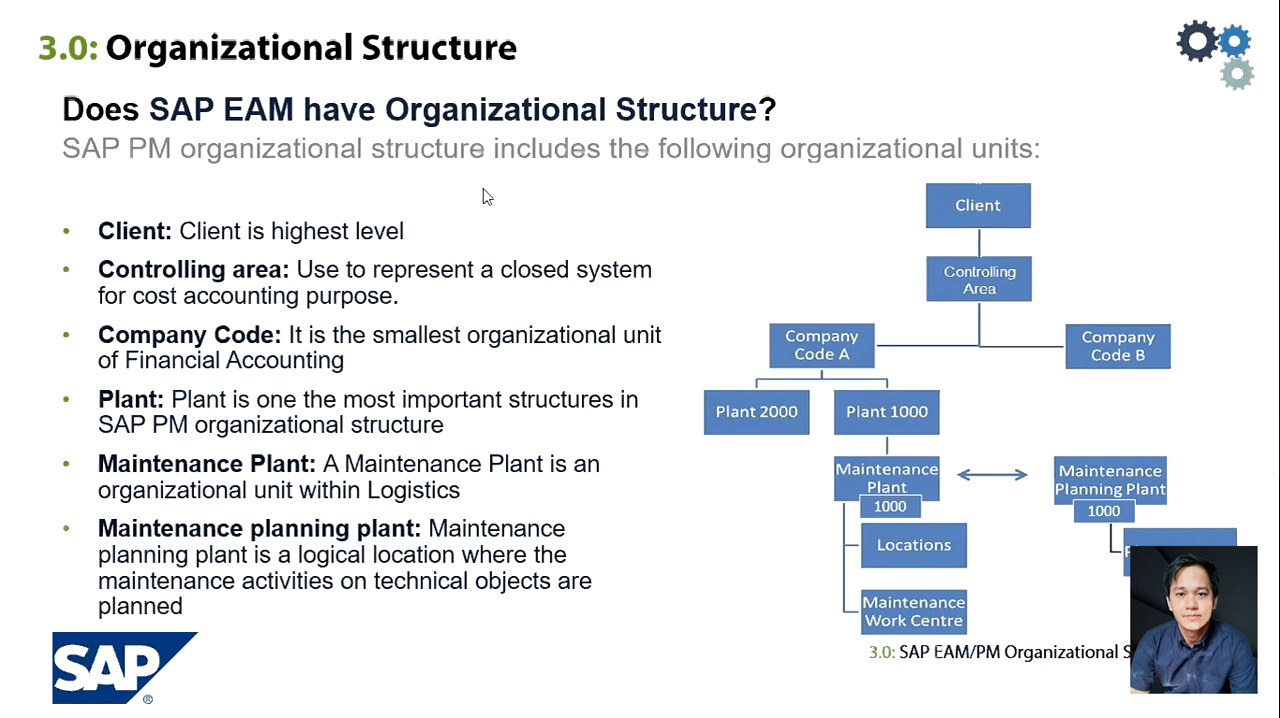 3.0: Organizational Structure
Does SAP EAM have Organizational Structure?
SAP PM organizational structure includes the following organizational units:
• Client: Client is highest level
• Controlling area: Use to represent a closed system
for cost accounting purpose.
• Company Code: It is the smallest organizational unit
of Financial Accounting
• Plant: Plant is one the most important structures in
SAP PM organizational structure
• Maintenance Plant: A Maintenance Plant is an
organizational unit within Logistics
• Maintenance planning plant: Maintenance
planning plant is a logical location where the
maintenance activities on technical objects are
planned
SAP
®
Client
Controlling
Area
Company
Code A
Company
Code B
Plant 2000
Plant 1000
Maintenance
Plant
1000
Maintenance
Planning Plant
1000
Locations
Maintenance
Work Centre
3.0: SAP EAM/PM Organizational